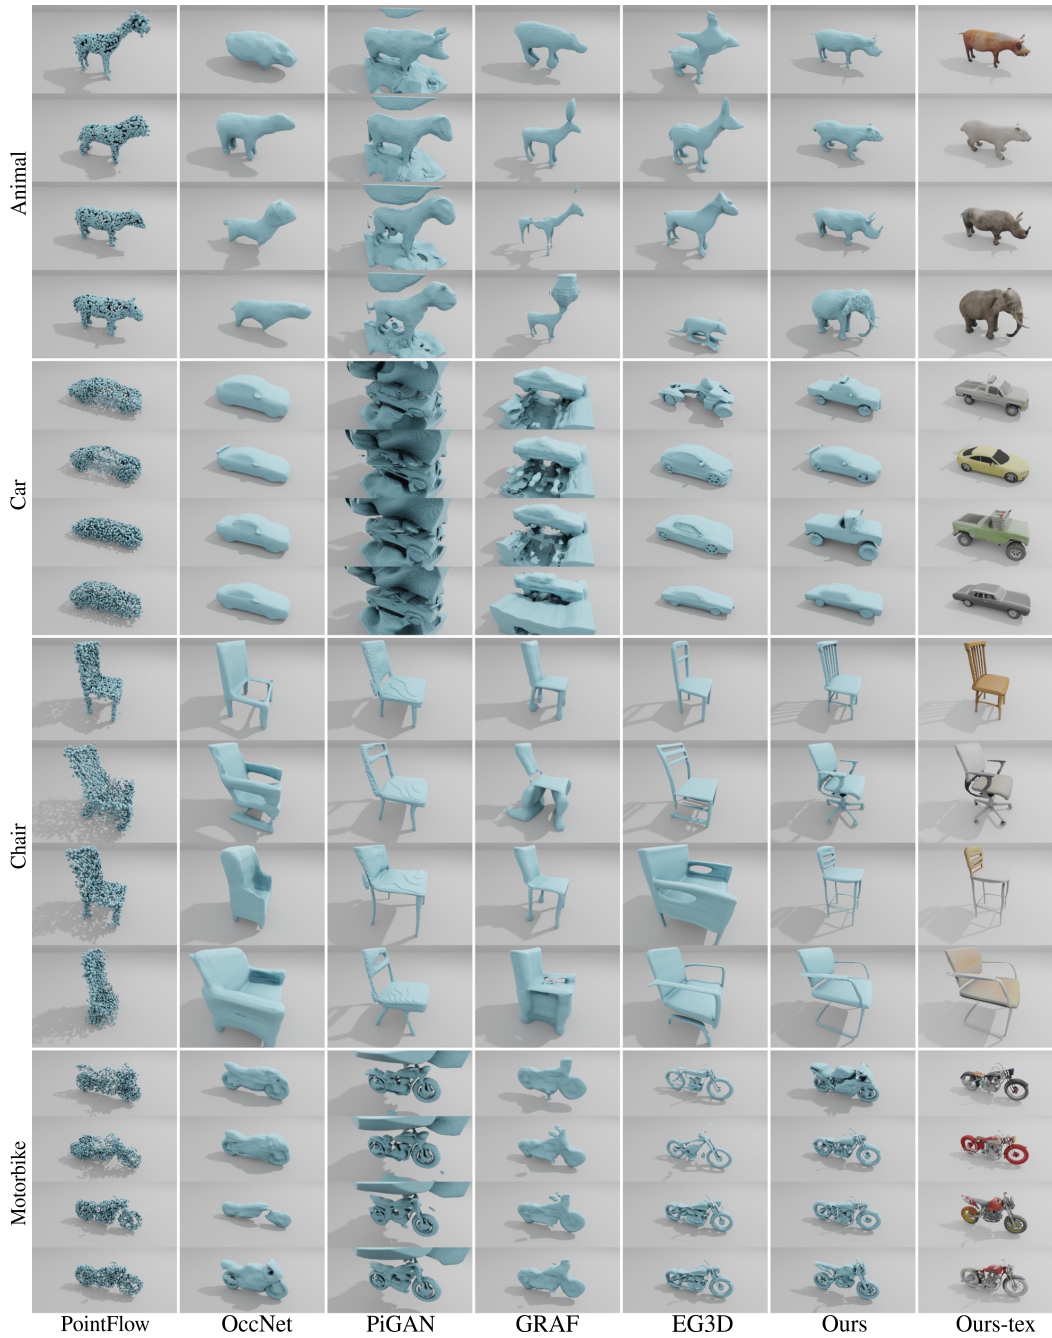 Animal
Car
Chair
Motorbike
PointFlow OccNet PiGAN GRAF EG3D Ours Ours-tex